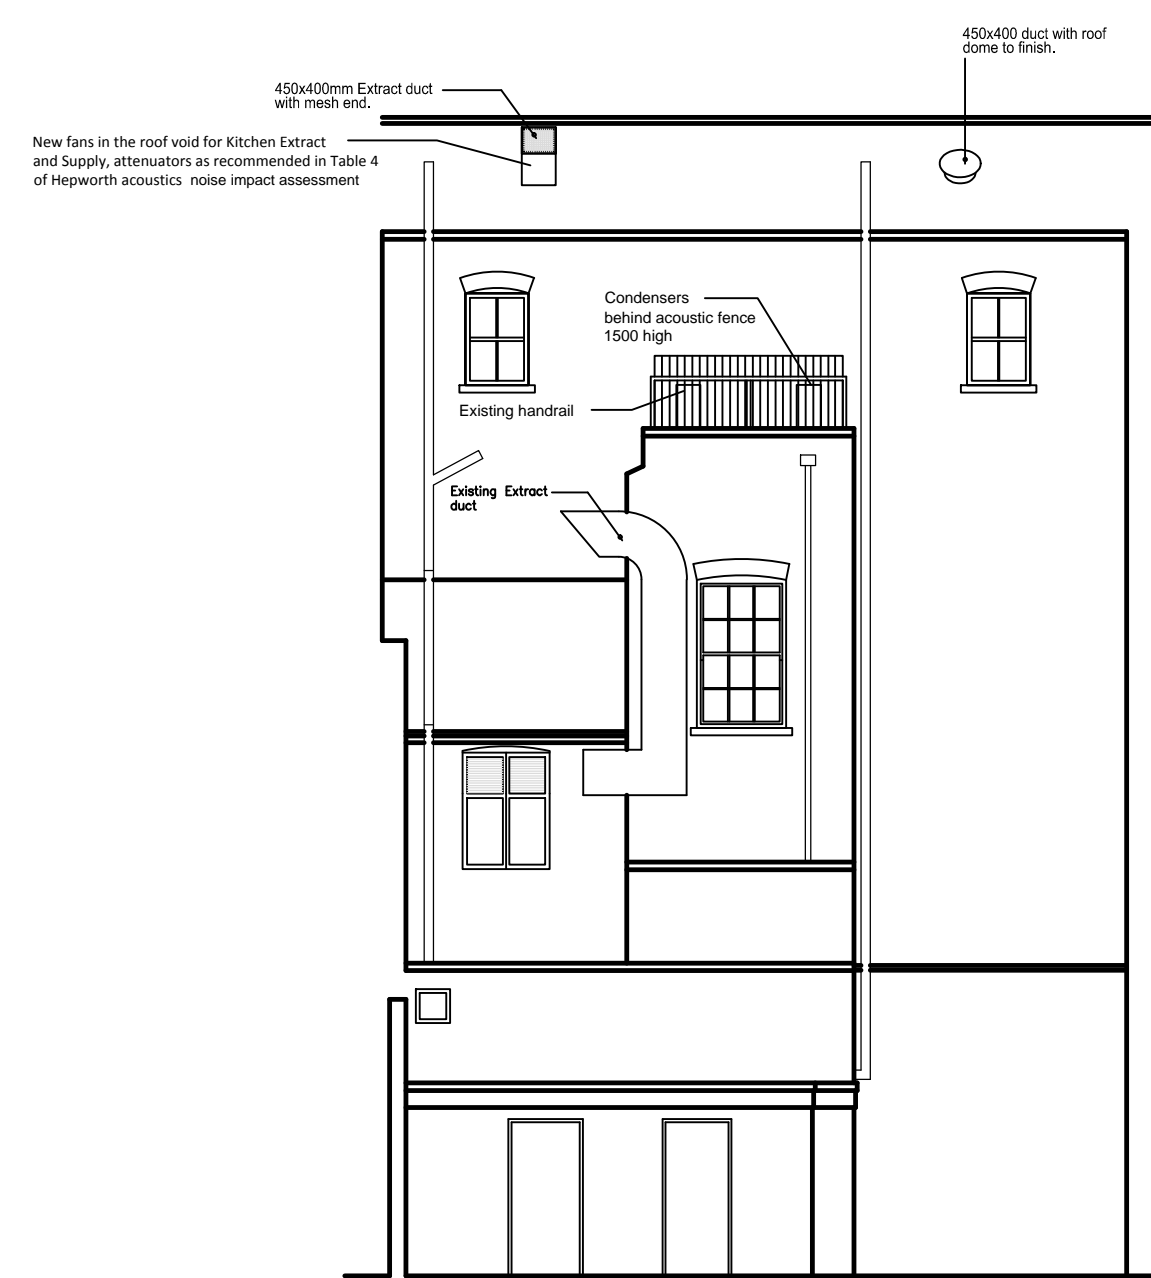 450x400 duct with roof
dome to finish.
450x400mm Extract duct
with mesh end.
New fans in the roof void for Kitchen Extract
and Supply, attenuators as recommended in Table 4
of Hepworth acoustics noise impact assessment
Condensers
behind acoustic fence
1500 high
Existing handrail
Existing Extract
duct